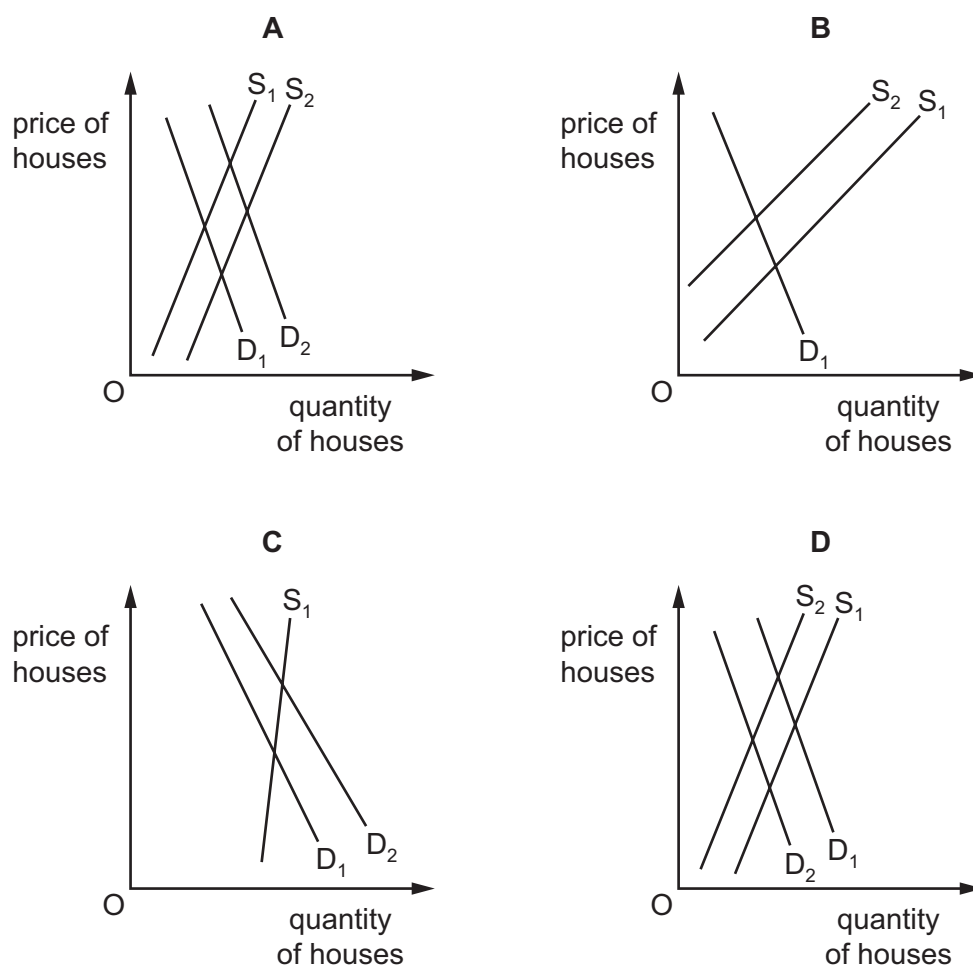 A
price of
houses
S1
S2
D1
D2
O
quantity
of houses
B
price of
houses
S2
S1
D1
O
quantity
of houses
C
price of
houses
S1
D1
D2
O
quantity
of houses
D
price of
houses
S2
S1
D2
D1
O
quantity
of houses